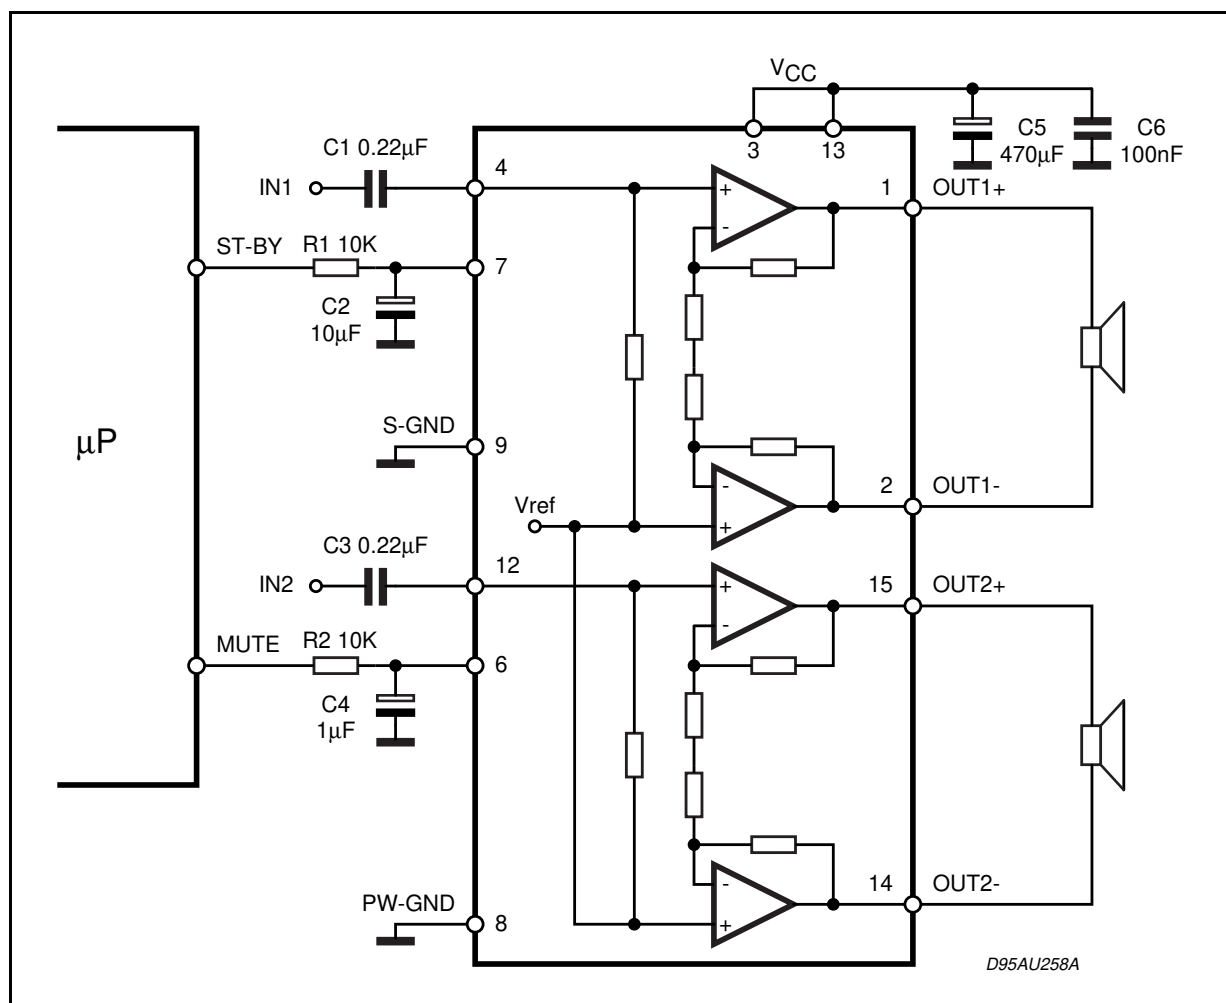 VCC
C5
470µF
C6
100nF
3
13
C1 0.22µF
IN1
4
+
-
1
OUT1+
ST-BY
R1 10K
7
C2
10µF
µP
S-GND
9
-
+
2
OUT1-
Vref
C3 0.22µF
IN2
12
+
-
15
OUT2+
MUTE
R2 10K
6
C4
1µF
-
+
14
OUT2-
PW-GND
8
D95AU258A